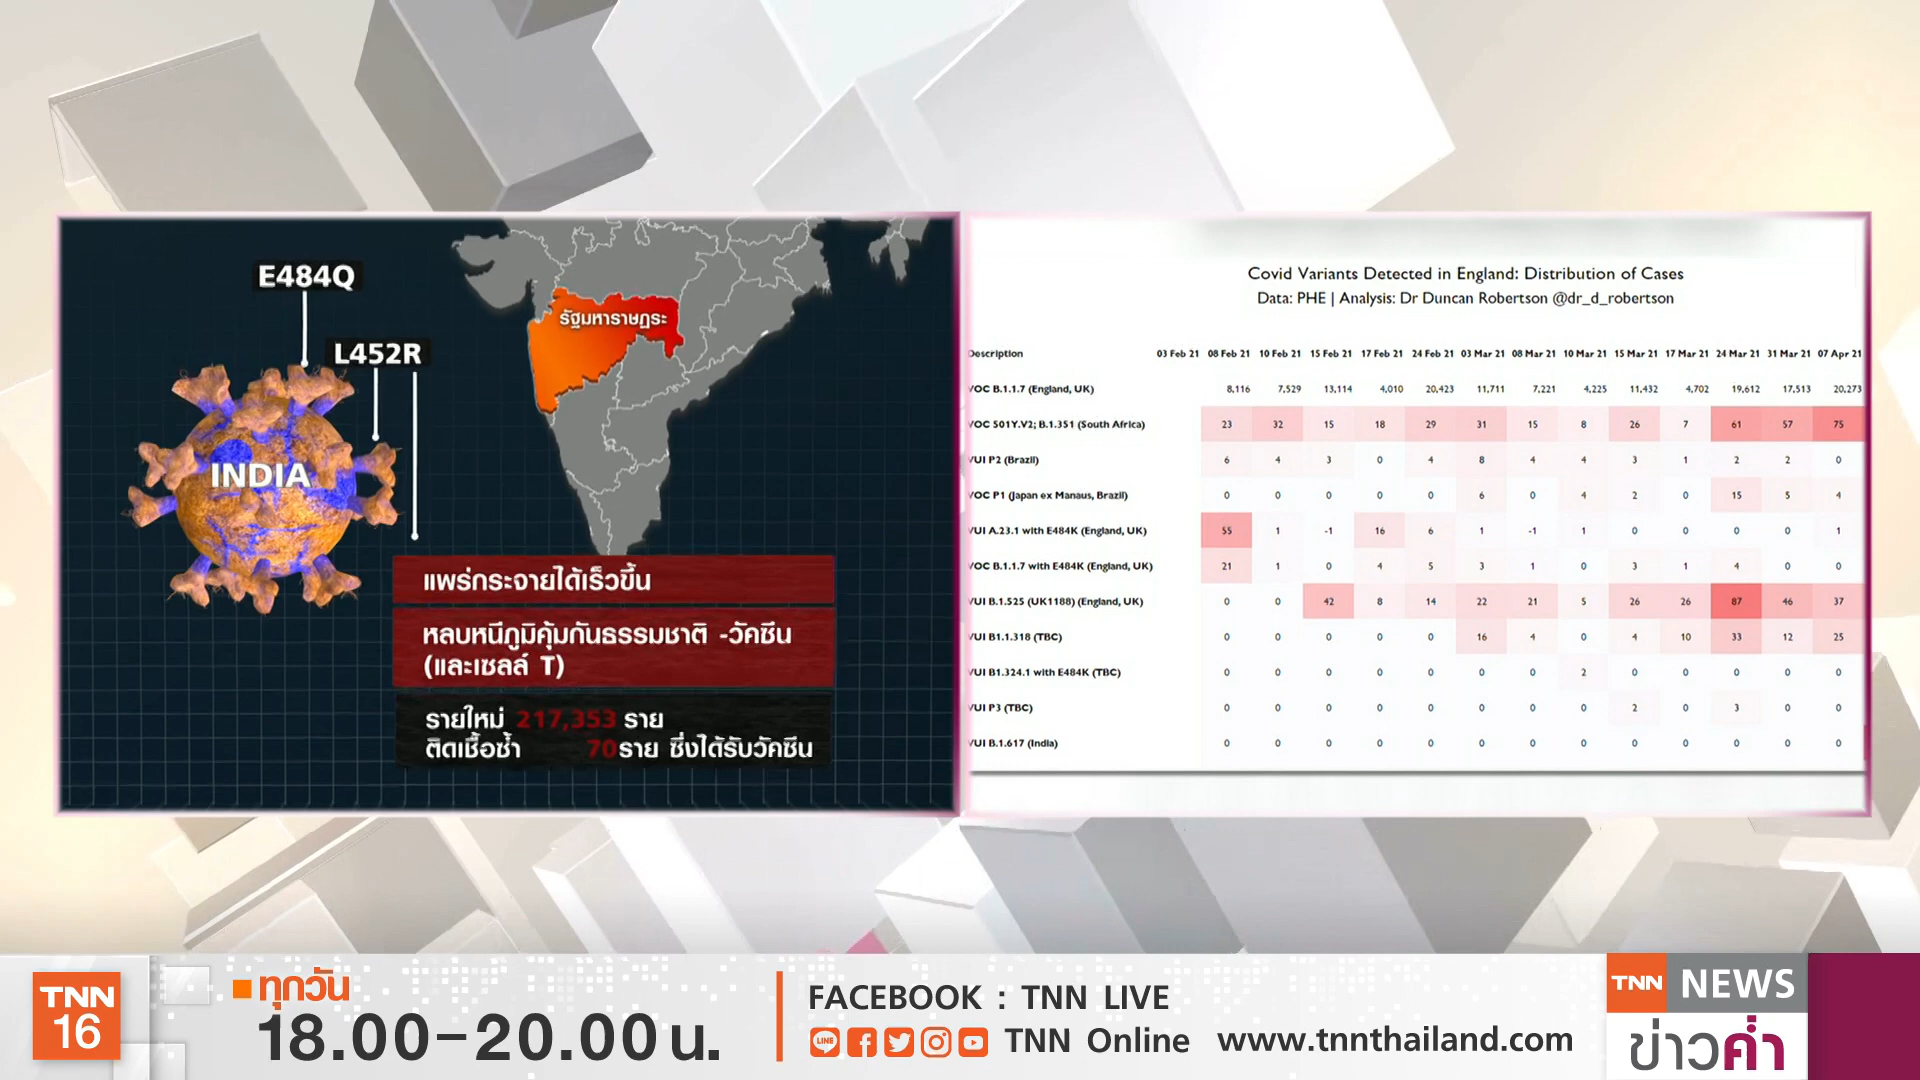 E484Q
L452R
INDIA
รัฐมหาราษฏระ
แพร่กระจายได้เร็วขึ้น
หลบหนีภูมิคุ้มกันธรรมชาติ -วัคซีน
(และเซลล์ T)
รายใหม่ 217,353 ราย
ติดเชื้อซ้ำ 70 ราย ซึ่งได้รับวัคซีน
Covid Variants Detected in England: Distribution of Cases
Data: PHE | Analysis: Dr Duncan Robertson @dr_d_robertson
Description 03 Feb 21 08 Feb 21 10 Feb 21 15 Feb 21 17 Feb 21 24 Feb 21 03 Mar 21 08 Mar 21 10 Mar 21 15 Mar 21 17 Mar 21 24 Mar 21 31 Mar 21 07 Apr 21
VOC B.1.1.7 (England, UK) 8,116 7,529 13,114 4,010 20,423 11,711 7,221 4,225 11,432 4,702 19,612 17,513 20,273
VOC 501Y.V2; B.1.351 (South Africa) 23 32 15 18 29 31 15 8 26 7 61 57 75
VUI P2 (Brazil) 6 4 3 0 4 8 4 4 3 1 2 2 0
VOC P1 (Japan ex Manaus, Brazil) 0 0 0 0 0 6 0 4 2 0 15 5 4
VUI A.23.1 with E484K (England, UK) 55 1 -1 16 6 1 -1 1 0 0 0 0 1
VOC B.1.1.7 with E484K (England, UK) 21 1 0 4 5 3 1 0 3 1 4 0 0
VUI B.1.525 (UK1188) (England, UK) 0 0 42 8 14 22 21 5 26 26 87 46 37
VUI B1.1.318 (TBC) 0 0 0 0 0 16 4 0 4 10 33 12 25
VUI B1.324.1 with E484K (TBC) 0 0 0 0 0 0 0 2 0 0 0 0 0
VUI P3 (TBC) 0 0 0 0 0 0 0 0 2 0 3 0 0
VUI B.1.617 (India) 0 0 0 0 0 0 0 0 0 0 0 0 0
TNN
16
ทุกวัน
18.00-20.00 น.
FACEBOOK : TNN LIVE
LINE TNN Online www.tnnthailand.com
TNN NEWS
ข่าวค่ำ